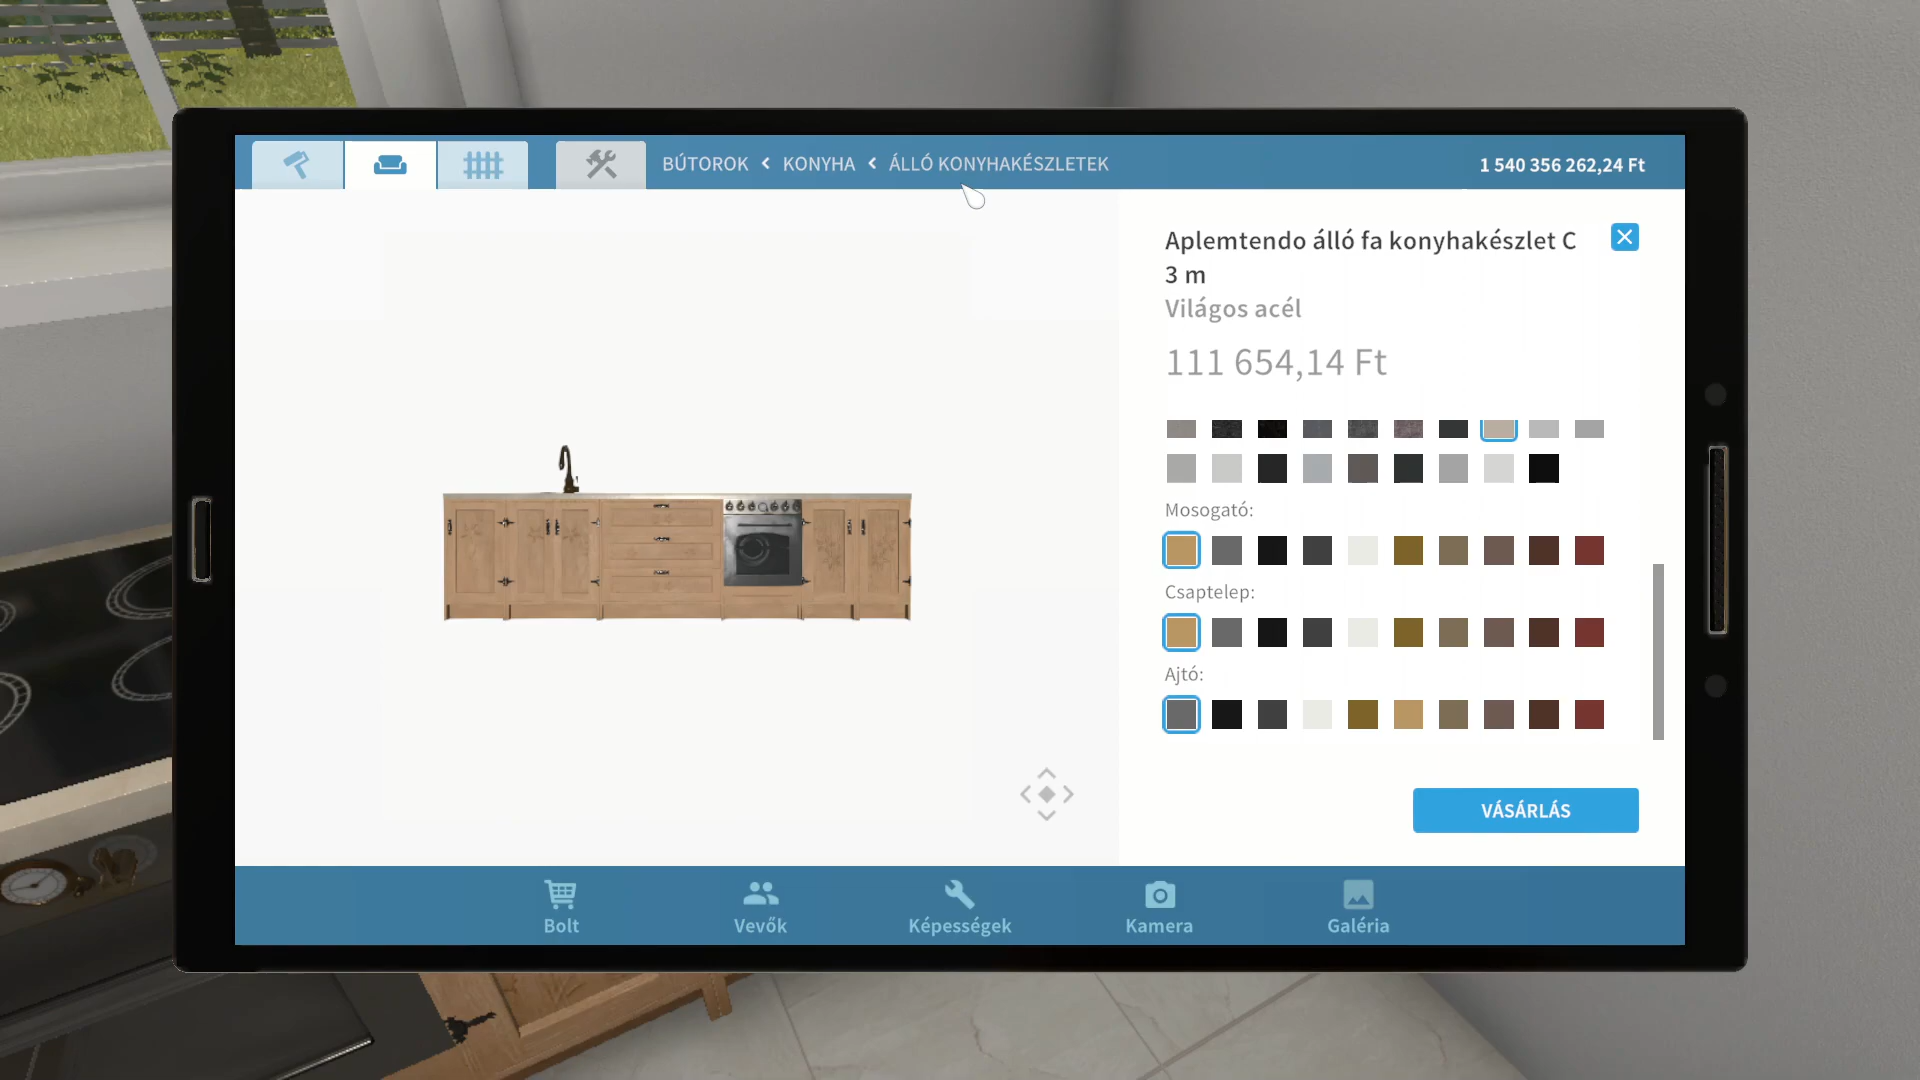 BÚTOROK < KONYHA < ÁLLÓ KONYHAKÉSZLETEK
1 540 356 262,24 Ft
Aplemtendo álló fa konyhakészlet C
3 m
Világos acél
111 654,14 Ft
Mosogató:
Csaptelep:
Ajtó:
VÁSÁRLÁS
Bolt
Vevők
Képességek
Kamera
Galéria